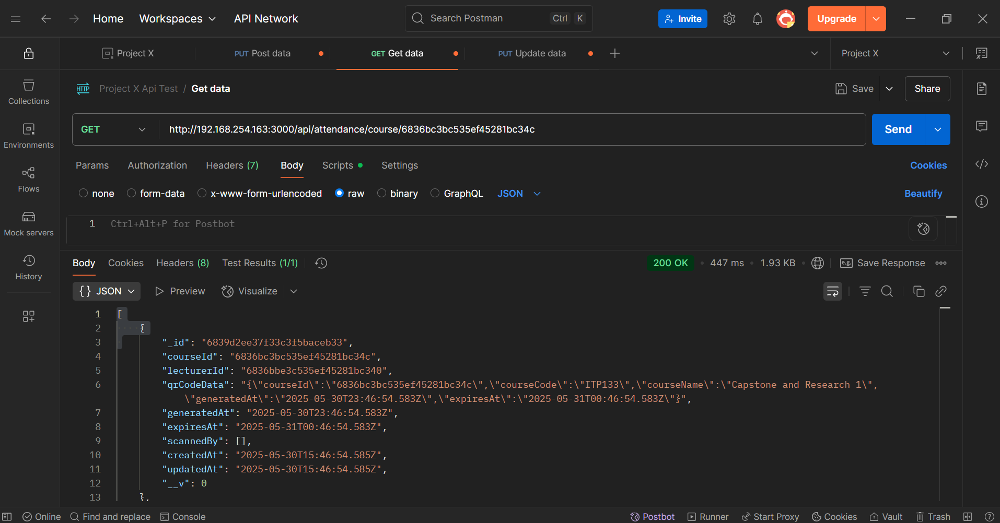 Home Workspaces API Network Search Postman Ctrl K Invite Upgrade
Project X PUT Post data GET Get data PUT Update data Project X
HTTP Project X Api Test / Get data Save Share
GET http://192.168.254.163:3000/api/attendance/course/6836bc3bc535ef45281bc34c Send
Collections
Environments
Flows
Mock servers
History
Params Authorization Headers (7) Body Scripts Settings Cookies
none form-data x-www-form-urlencoded raw binary GraphQL JSON Beautify
1 Ctrl+Alt+P for Postbot
Body Cookies Headers (8) Test Results (1/1) 200 OK 447 ms 1.93 KB e.g. Save Response
{} JSON Preview Visualize
1 [
2 {
3 "_id": "6839d2ee37f33c3f5baceb33",
4 "courseId": "6836bc3bc535ef45281bc34c",
5 "lecturerId": "6836bbe3c535ef45281bc340",
6 "qrCodeData": "{\"courseId\":\"6836bc3bc535ef45281bc34c\",\"courseCode\":\"ITP133\",\"courseName\":\"Capstone and Research 1\",
\"generatedAt\":\"2025-05-30T23:46:54.583Z\",\"expiresAt\":\"2025-05-31T00:46:54.583Z\"}",
7 "generatedAt": "2025-05-30T23:46:54.583Z",
8 "expiresAt": "2025-05-31T00:46:54.583Z",
9 "scannedBy": [],
10 "createdAt": "2025-05-30T15:46:54.585Z",
11 "updatedAt": "2025-05-30T15:46:54.585Z",
12 "__v": 0
13 },
Online Find and replace Console Postbot Runner Start Proxy Cookies Vault Trash